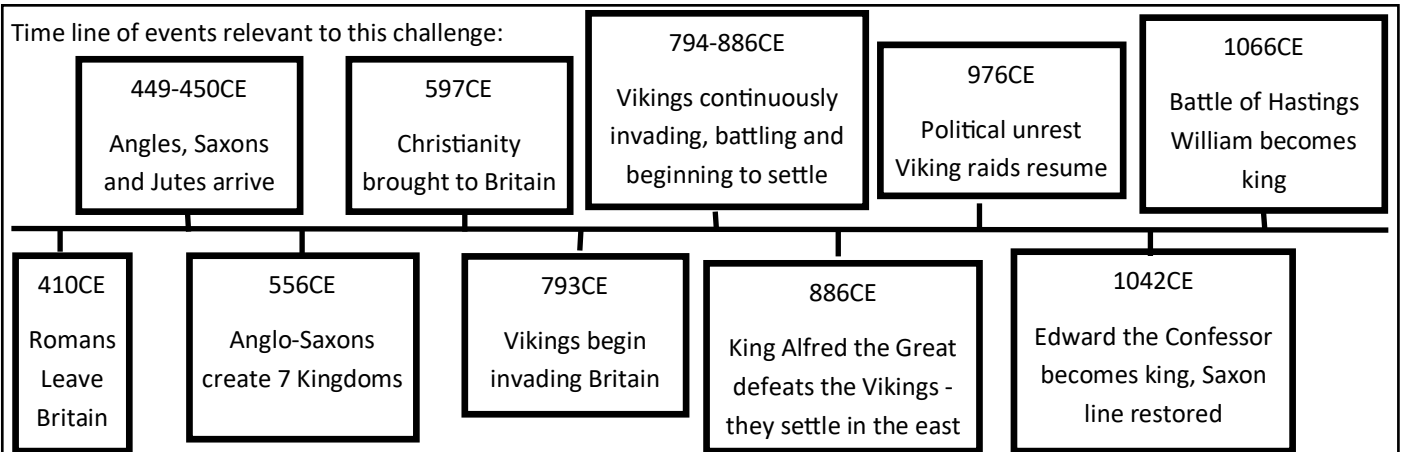 Time line of events relevant to this challenge:
410CE
Romans
Leave
Britain
449-450CE
Angles, Saxons
and Jutes arrive
556CE
Anglo-Saxons
create 7 Kingdoms
597CE
Christianity
brought to Britain
793CE
Vikings begin
invading Britain
794-886CE
Vikings continuously
invading, battling and
beginning to settle
886CE
King Alfred the Great
defeats the Vikings -
they settle in the east
976CE
Political unrest
Viking raids resume
1042CE
Edward the Confessor
becomes king, Saxon
line restored
1066CE
Battle of Hastings
William becomes
king